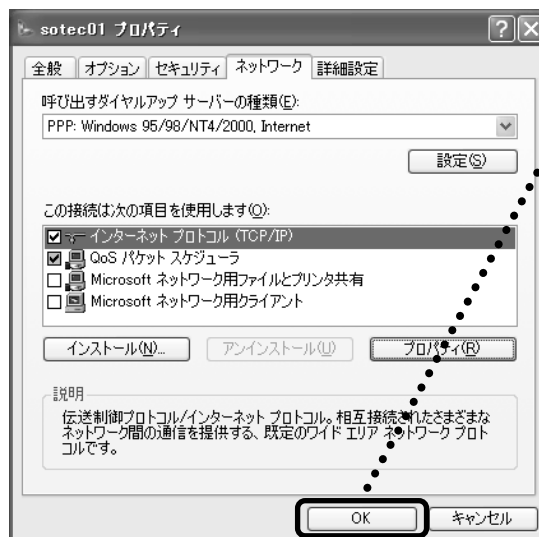 sotec01 プロパティ
全般 オプション セキュリティ ネットワーク 詳細設定
呼び出すダイヤルアップ サーバーの種類(E):
PPP: Windows 95/98/NT4/2000, Internet
設定(S)
この接続は次の項目を使用します(O):
インターネット プロトコル (TCP/IP)
QoS パケット スケジューラ
Microsoft ネットワーク用ファイルとプリンタ共有
Microsoft ネットワーク用クライアント
インストール(N)... アンインストール(U) プロパティ(R)
説明
伝送制御プロトコル/インターネット プロトコル。相互接続されたさまざまな
ネットワーク間の通信を提供する、既定のワイド エリア ネットワーク プロト
コルです。
OK キャンセル